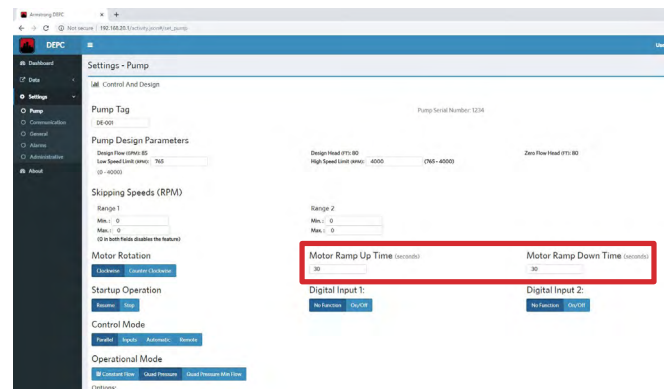 Armstrong DEPC
Not secure | 192.168.20.1/activity.json#/set_pump-
DEPC
Use
Dashboard
Data
Settings
Pump
Communication
General
Alarms
Administrative
About
Settings - Pump
Control And Design
Pump Tag
Pump Serial Number: 1234
DE-001
Pump Design Parameters
Design Flow (GPM): 85
Design Head (FT): 80
Zero Flow Head (FT): 80
Low Speed Limit (RPM): 765
High Speed Limit (RPM): 4000 (765 - 4000)
(0 - 4000)
Skipping Speeds (RPM)
Range 1
Range 2
Min.: 0
Min.: 0
Max.: 0
Max.: 0
(0 in both fields disables the feature)
Motor Rotation
Motor Ramp Up Time (seconds)
Motor Ramp Down Time (seconds)
Clockwise Counter Clockwise
30
30
Startup Operation
Digital Input 1:
Digital Input 2:
Resume Stop
No Function On/Off
No Function On/Off
Control Mode
Parallel Inputs Automatic Remote
Operational Mode
Constant Flow Quad Pressure Quad Pressure Min Flow
Options: